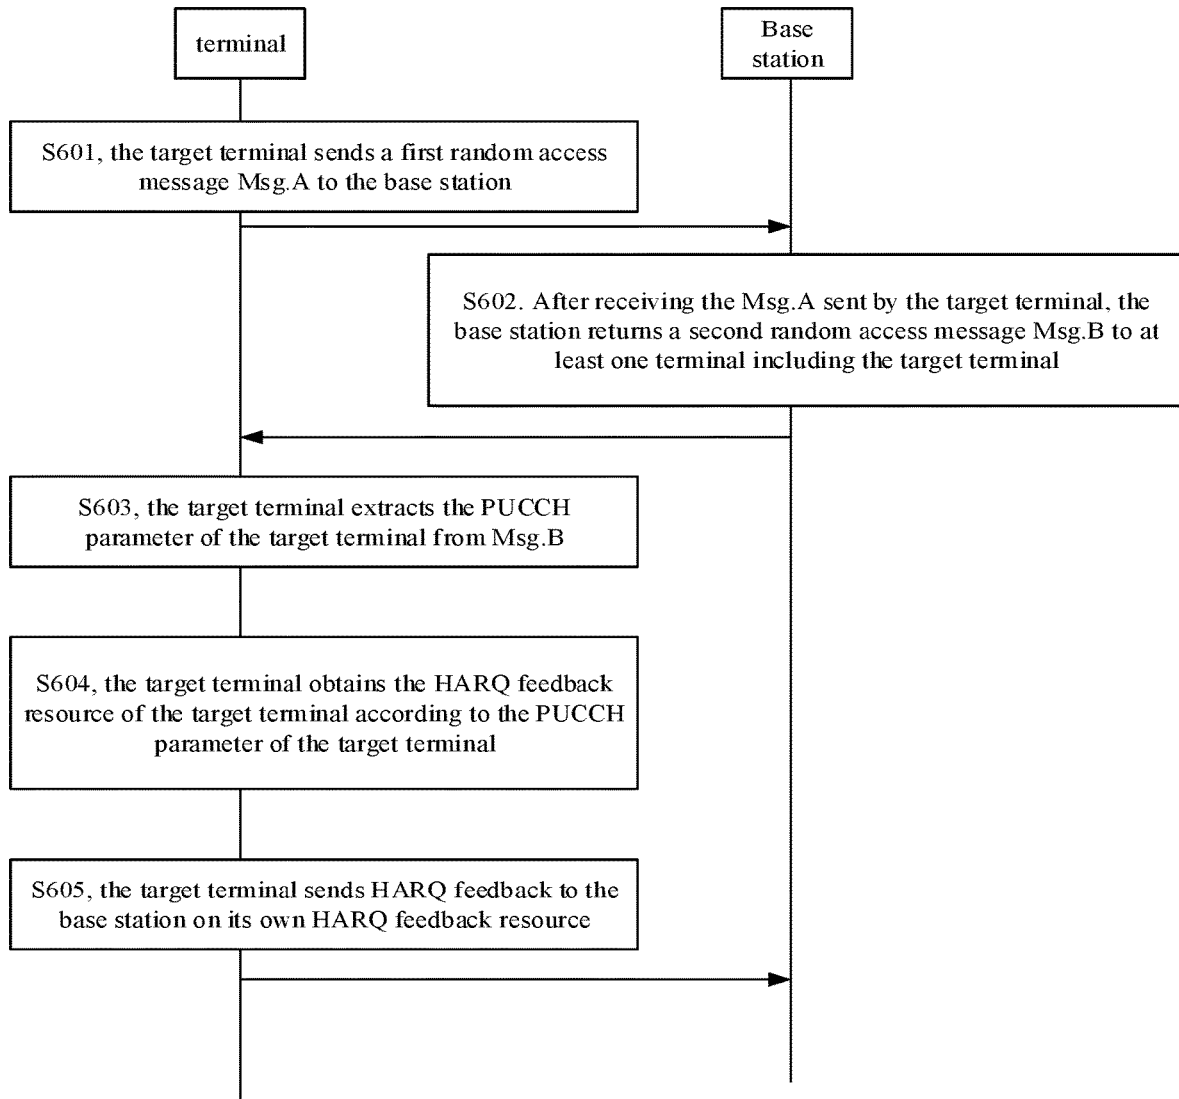 terminal
Base
station
S601, the target terminal sends a first random access
message Msg.A to the base station
S602. After receiving the Msg.A sent by the target terminal, the
base station returns a second random access message Msg.B to at
least one terminal including the target terminal
S603, the target terminal extracts the PUCCH
parameter of the target terminal from Msg.B
S604, the target terminal obtains the HARQ feedback
resource of the target terminal according to the PUCCH
parameter of the target terminal
S605, the target terminal sends HARQ feedback to the
base station on its own HARQ feedback resource